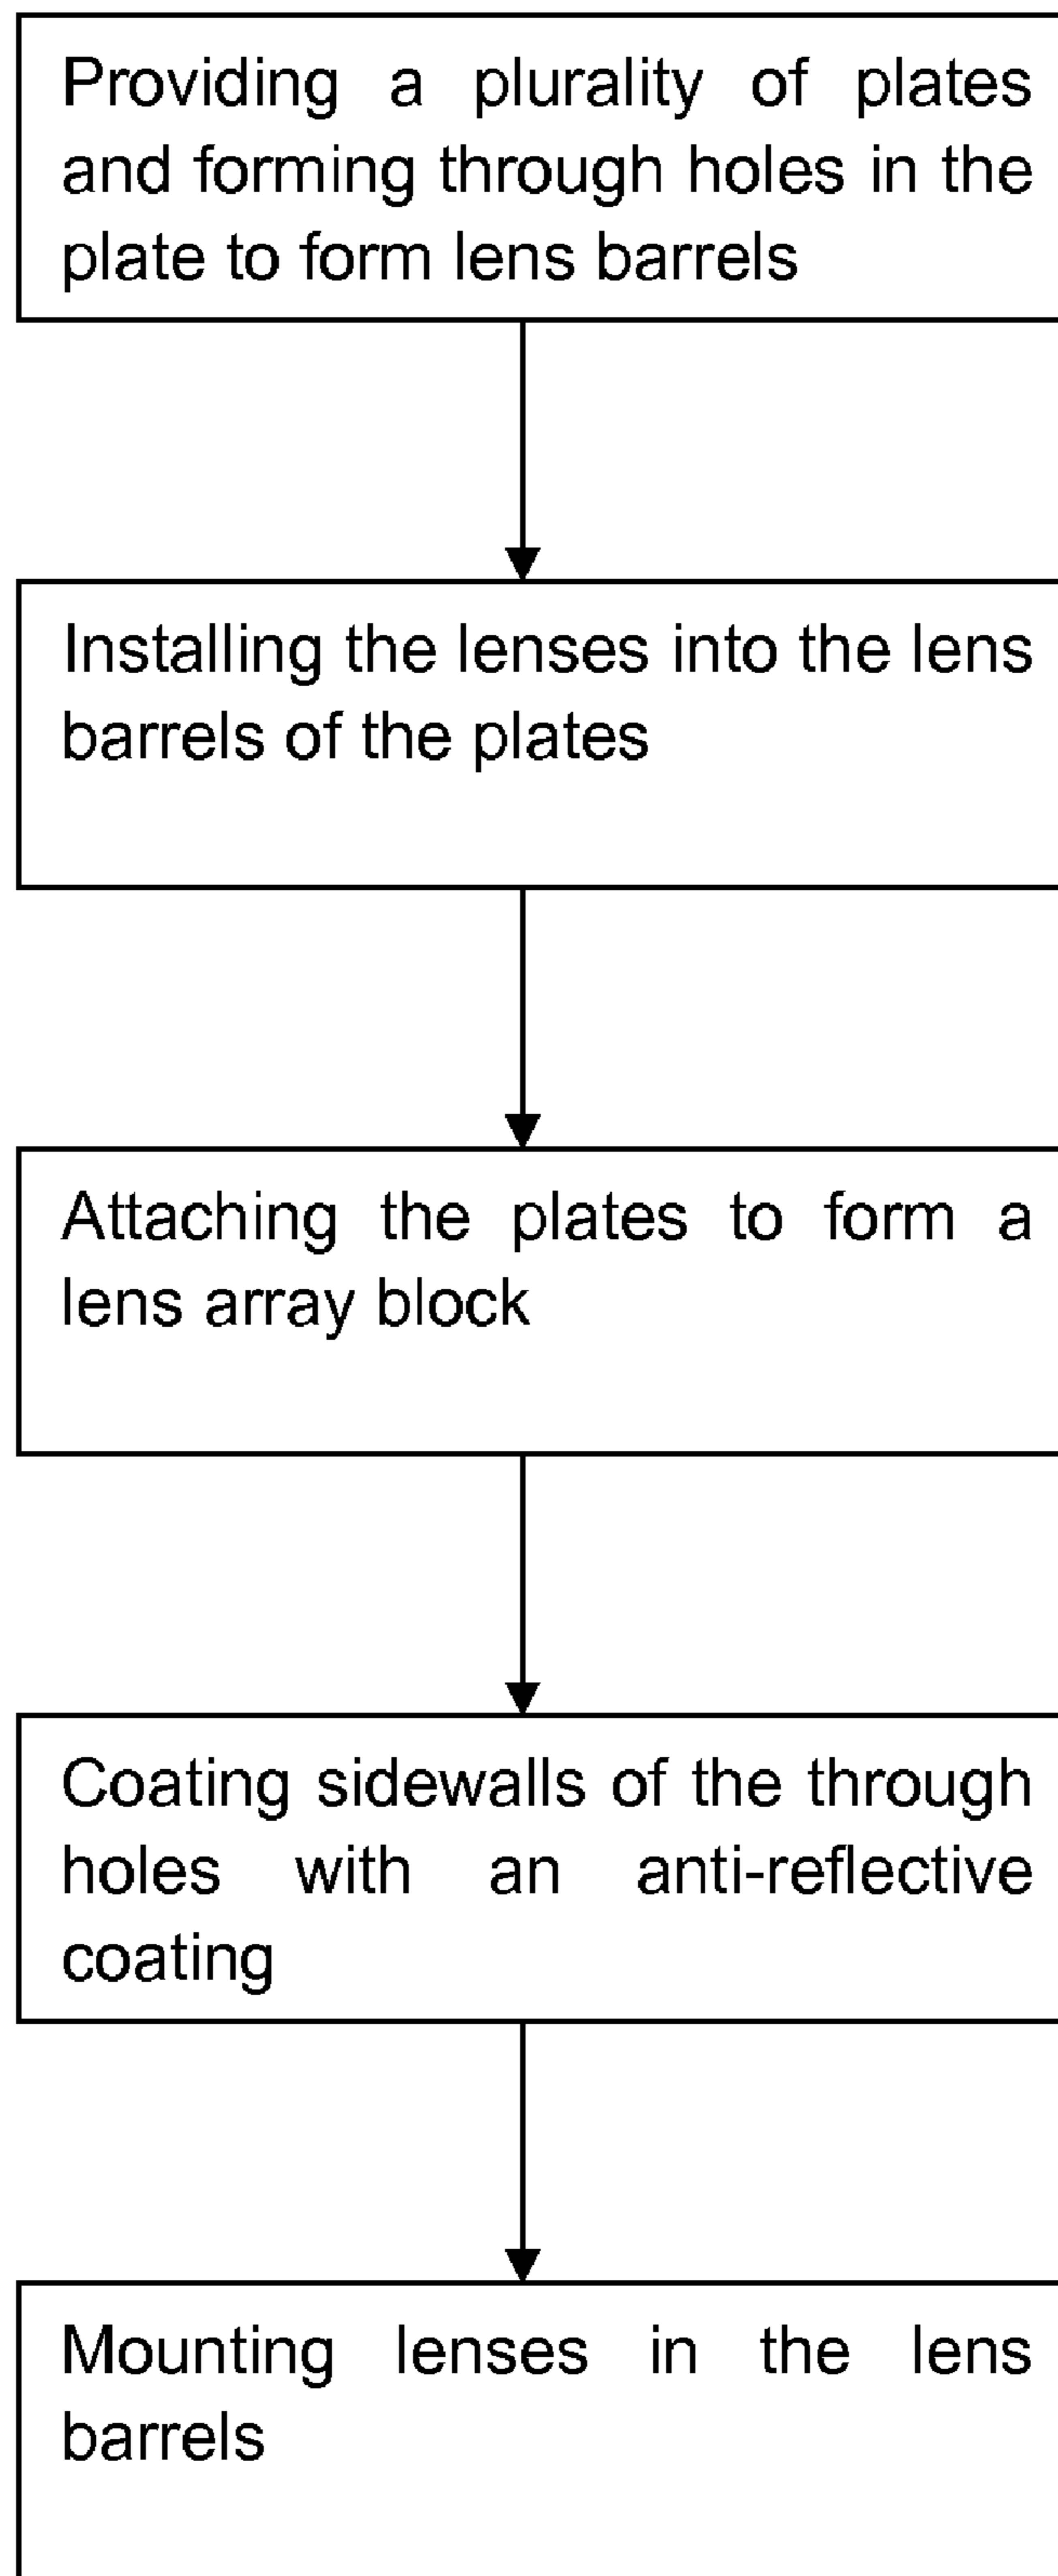 Providing a plurality of plates
and forming through holes in the
plate to form lens barrels
Installing the lenses into the lens
barrels of the plates
Attaching the plates to form a
lens array block
Coating sidewalls of the through
holes with an anti-reflective
coating
Mounting lenses in the lens
barrels